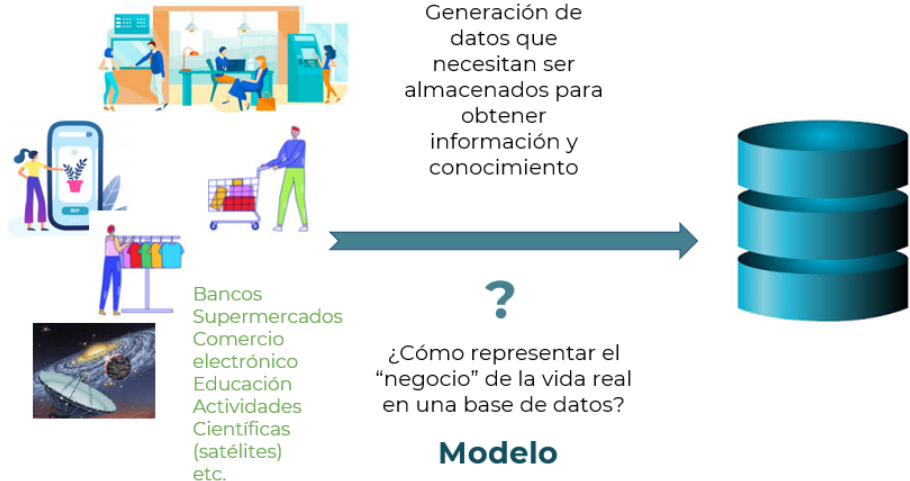 Generación de
datos que
necesitan ser
almacenados para
obtener
información y
conocimiento
BUY
Bancos
Supermercados
Comercio
electrónico
Educación
Actividades
Científicas
(satélites)
etc.
?
¿Cómo representar el
“negocio” de la vida real
en una base de datos?
Modelo